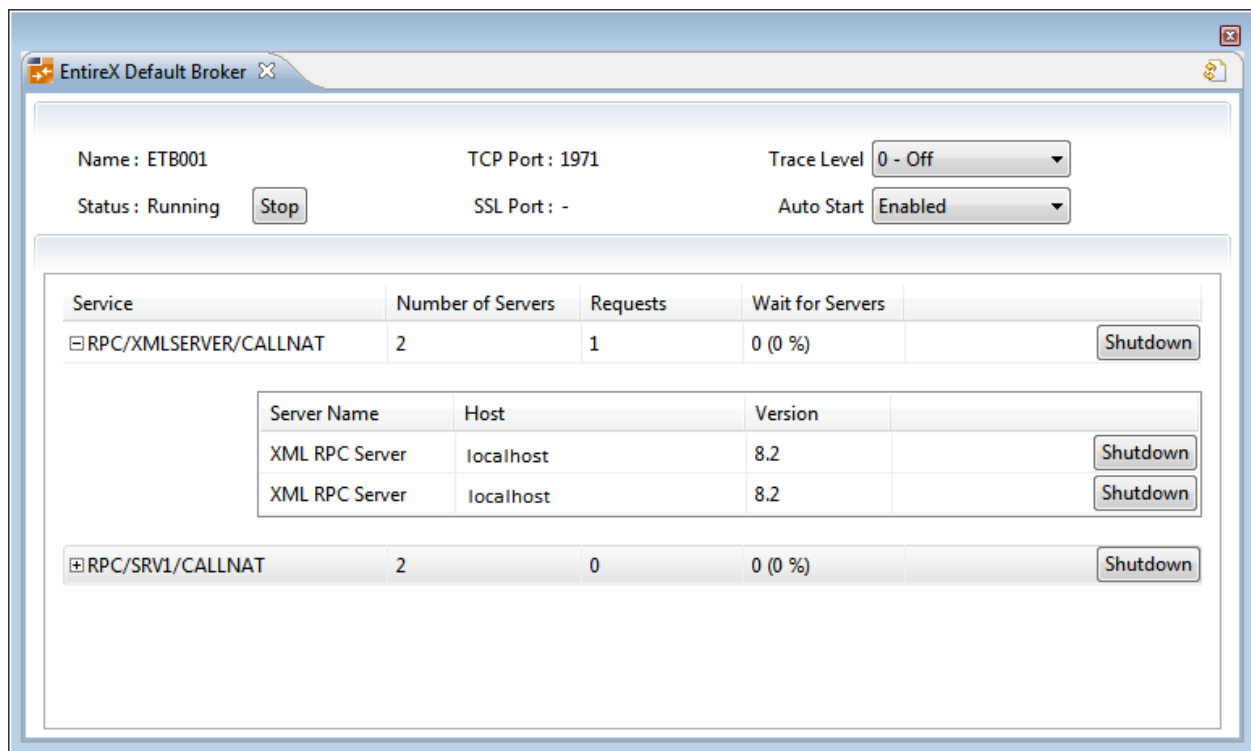 EntireX Default Broker
Name : ETB001 TCP Port : 1971 Trace Level 0 - Off
Status : Running Stop SSL Port : - Auto Start Enabled
Service Number of Servers Requests Wait for Servers
RPC/XMLSERVER/CALLNAT 2 1 0 (0 %) Shutdown
Server Name Host Version
XML RPC Server localhost 8.2 Shutdown
XML RPC Server localhost 8.2 Shutdown
RPC/SRV1/CALLNAT 2 0 0 (0 %) Shutdown